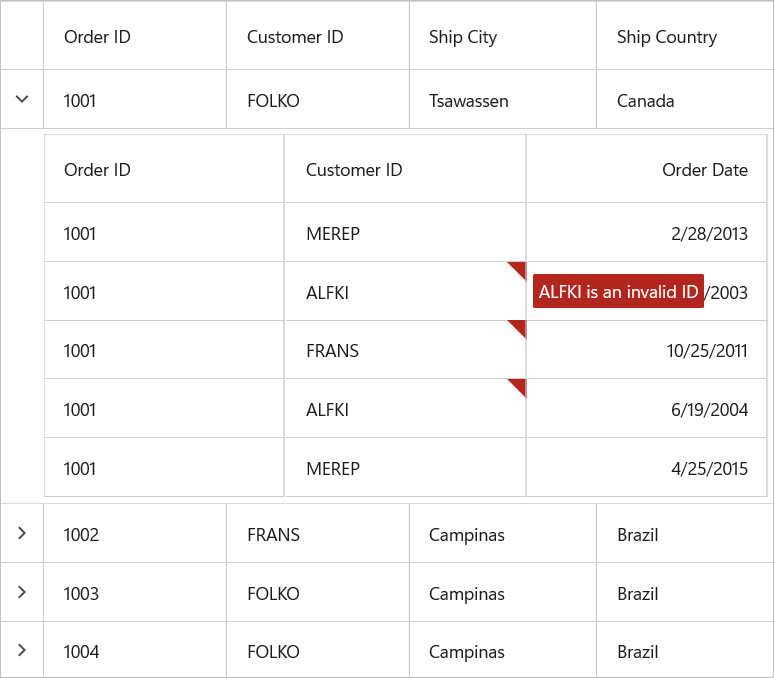 Order ID Customer ID Ship City Ship Country
1001 FOLKO Tsawassen Canada
Order ID Customer ID Order Date
1001 MEREP 2/28/2013
1001 ALFKI ALFKI is an invalid ID /2003
1001 FRANS 10/25/2011
1001 ALFKI 6/19/2004
1001 MEREP 4/25/2015
1002 FRANS Campinas Brazil
1003 FOLKO Campinas Brazil
1004 FOLKO Campinas Brazil